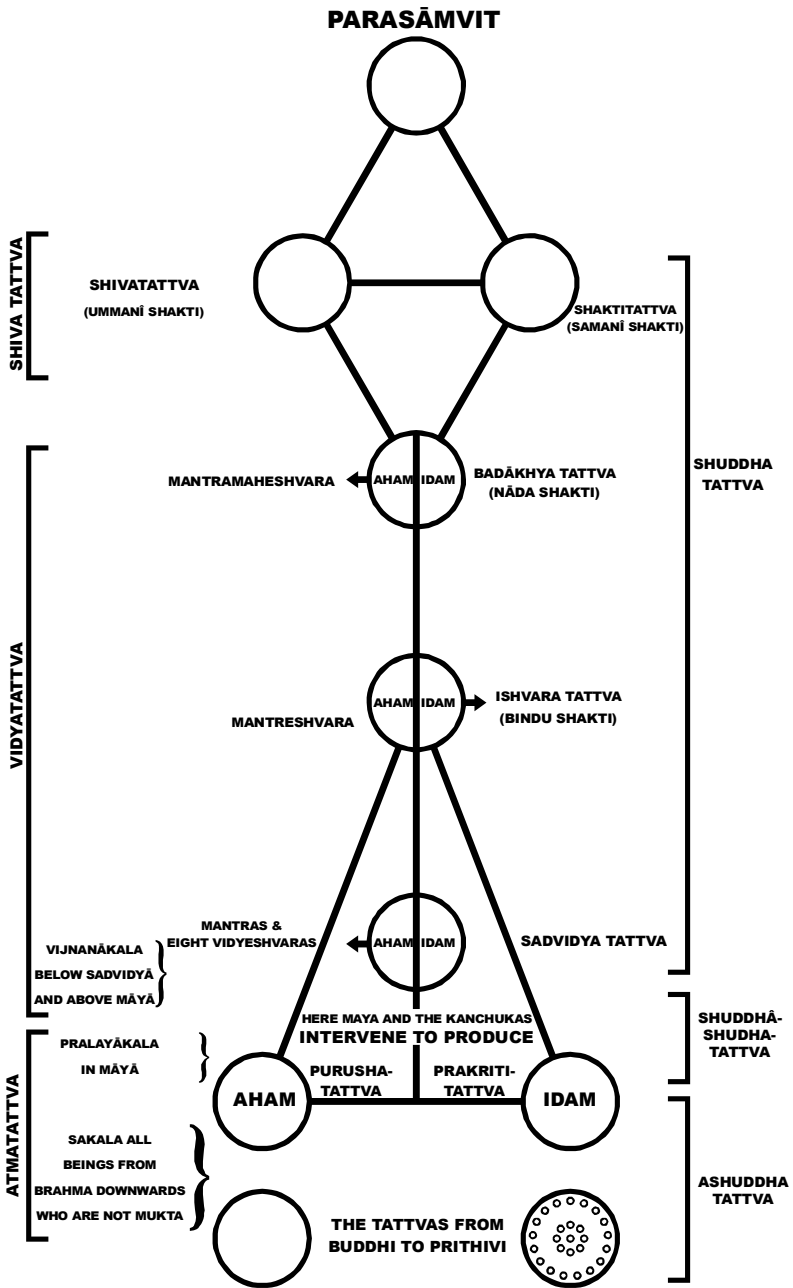 PARASĀMVIT
SHIVA TATTVA
SHIVATATTVA
(UMMANÎ SHAKTI)
SHAKTITATTVA
(SAMANÎ SHAKTI)
SHUDDHA
TATTVA
MANTRAMAHESHVARA
AHAM IDAM
BADĀKHYA TATTVA
(NĀDA SHAKTI)
VIDYATATTVA
MANTRESHVARA
AHAM IDAM
ISHVARA TATTVA
(BINDU SHAKTI)
MANTRAS &
EIGHT VIDYESHVARAS
AHAM IDAM
SADVIDYA TATTVA
VIJNANĀKALA
BELOW SADVIDYĀ
AND ABOVE MĀYĀ
HERE MAYA AND THE KANCHUKAS
INTERVENE TO PRODUCE
SHUDDHÂ-
SHUDHA-
TATTVA
PRALAYĀKALA
IN MĀYĀ
PURUSHA-
TATTVA
PRAKRITI-
TATTVA
AHAM
IDAM
ATMATATTVA
SAKALA ALL
BEINGS FROM
BRAHMA DOWNWARDS
WHO ARE NOT MUKTA
ASHUDDHA
TATTVA
THE TATTVAS FROM
BUDDHI TO PRITHIVI